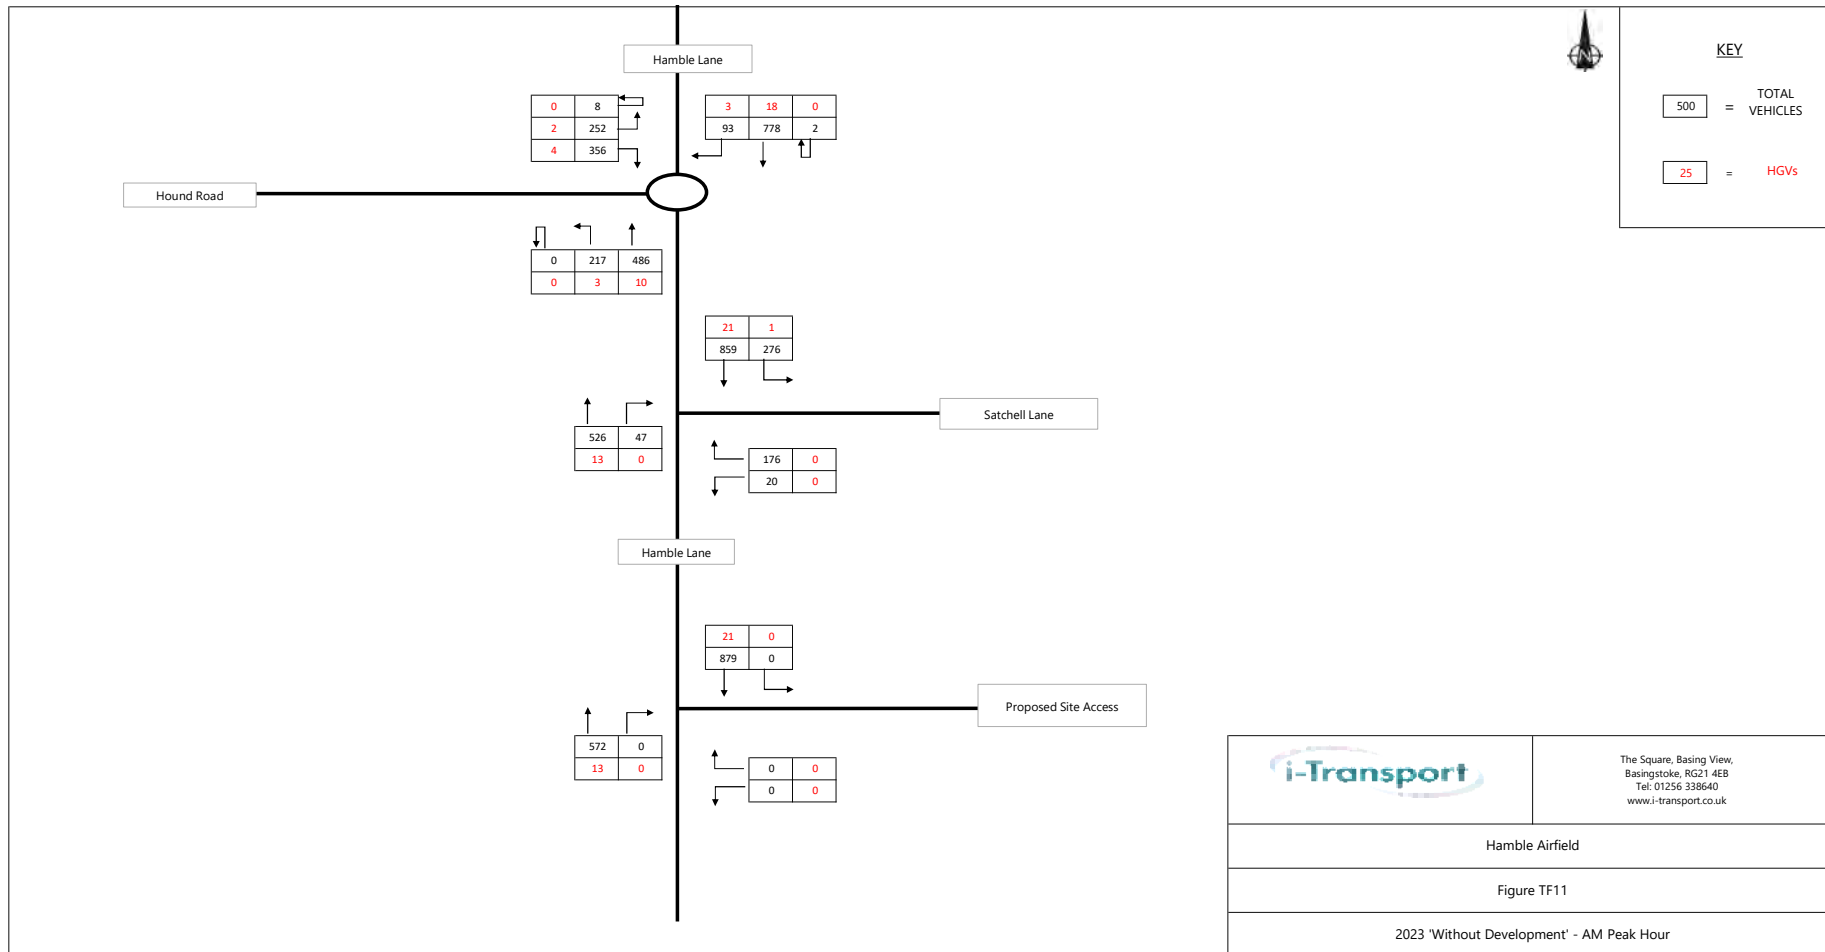 Hamble Lane
0 8
2 252
4 356
3 18 0
93 778 2
N
KEY
500 = TOTAL VEHICLES
25 = HGVs
Hound Road
0 217 486
0 3 10
21 1
859 276
526 47
13 0
Satchell Lane
176 0
20 0
Hamble Lane
21 0
879 0
Proposed Site Access
572 0
13 0
0 0
0 0
i-Transport
The Square, Basing View,
Basingstoke, RG21 4EB
Tel: 01256 338640
www.i-transport.co.uk
Hamble Airfield
Figure TF11
2023 'Without Development' - AM Peak Hour